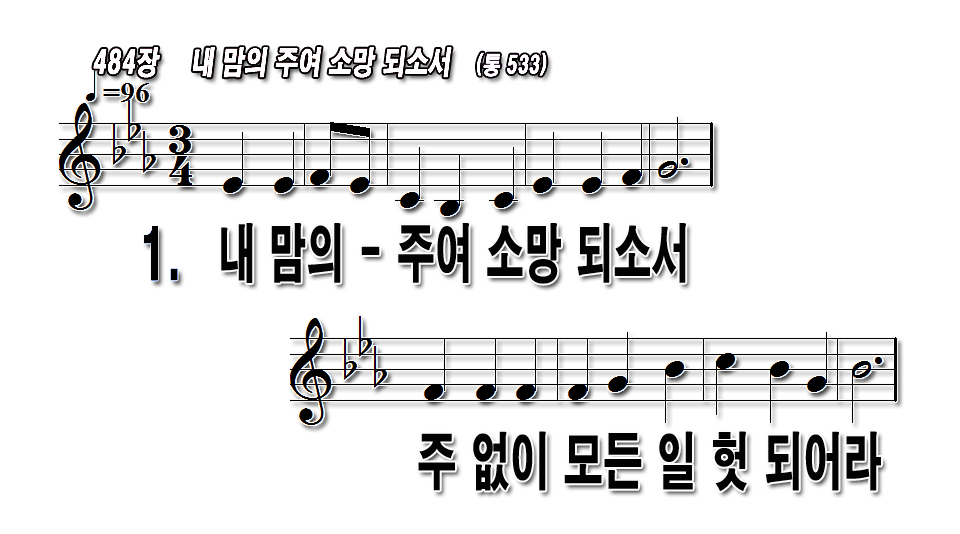 484장 내 맘의 주여 소망 되소서 (통 533)
♩=96
3
4
1. 내 맘의 - 주여 소망 되소서
주 없이 모든 일 헛 되어라